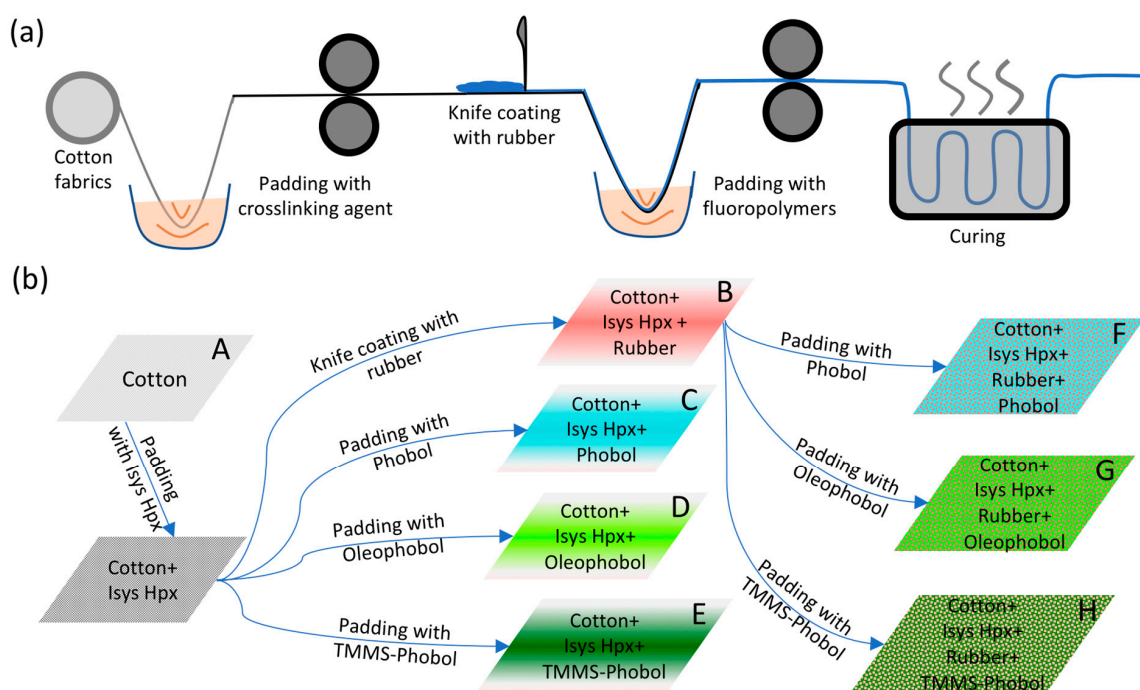 (a)
Cotton
fabrics
Padding with
crosslinking agent
Knife coating
with rubber
Padding with
fluoropolymers
Curing
(b)
A
Cotton
Padding
with isys Hpx
Cotton+
Isys Hpx
Knife coating with
rubber
Padding with
Phobol
Padding with
Oleophobol
Padding with
TMMS-Phobol
B
Cotton+
Isys Hpx +
Rubber
C
Cotton+
Isys Hpx+
Phobol
D
Cotton+
Isys Hpx+
Oleophobol
E
Cotton+
Isys Hpx+
TMMS-Phobol
Padding with
Phobol
Padding with
Oleophobol
Padding with
TMMS-Phobol
F
Cotton+
Isys Hpx+
Rubber+
Phobol
G
Cotton+
Isys Hpx+
Rubber+
Oleophobol
H
Cotton+
Isys Hpx+
Rubber+
TMMS-Phobol